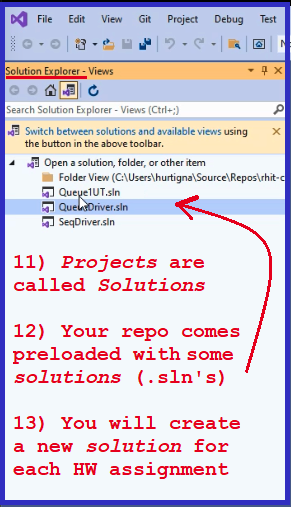 File Edit View Git Project Debug Test
Solution Explorer - Views
Search Solution Explorer - Views (Ctrl+;)
Switch between solutions and available views using
the button in the above toolbar.
Open a solution, folder, or other item
Folder View (C:\Users\hurtigna\Source\Repos\rhit-c
Queue1UT.sln
QueueDriver.sln
SeqDriver.sln
11) Projects are
called Solutions
12) Your repo comes
preloaded with some
solutions (.sln's)
13) You will create
a new solution for
each HW assignment